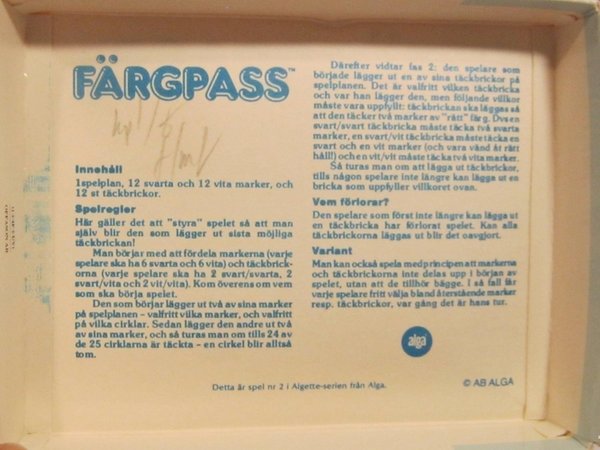 FÄRGPASS™
Innehåll
1spelplan, 12 svarta och 12 vita marker, och
12 st täckbrickor.
Spelregler
Här gäller det att "styra" spelet så att man
själv blir den som lägger ut sista möjliga
täckbrickan!
Man börjar med att fördela markerna (varje
spelare ska ha 6 svarta och 6 vita) och täckbrick-
orna (varje spelare ska ha 2 svart/svarta, 2
svart/vita och 2 vit/vita). Kom överens om vem
som ska börja spelet.
Den som börjar lägger ut två av sina marker
på spelplanen – valfritt vilka marker, och valfritt
på vilka cirklar. Sedan lägger den andre ut två
av sina marker, och så turas man om tills 24 av
de 25 cirklarna är täckta – en cirkel blir alltså
tom.
Därefter vidtar fas 2: den spelare som
började lägger ut en av sina täckbrickor på
spelplanen. Det är valfritt vilken täckbricka
och var han lägger den, men följande villkor
måste vara uppfyllt: täckbrickan ska läggas så
att den täcker två marker av "rätt" färg. Dvs en
svart/svart täckbricka måste täcka två svarta
marker, en svart/vit täckbricka måste täcka en
svart och en vit marker (och vara vänd åt rätt
håll!) och en vit/vit måste täcka två vita marker.
Så turas man om att lägga ut täckbrickor,
tills någon spelare inte längre kan lägga ut en
bricka som uppfyller villkoret ovan.
Vem förlorar?
Den spelare som först inte längre kan lägga ut
en täckbricka har förlorat spelet. Kan alla
täckbrickorna läggas ut blir det oavgjort.
Variant
Man kan också spela med principen att markerna
och täckbrickorna inte delas upp i början av
spelet, utan att de tillhör bägge. I så fall får
varje spelare fritt välja bland återstående marker
resp. täckbrickor, var gång det är hans tur.
alga
Detta är spel nr 2 i Algette-serien från Alga.
© AB ALGA